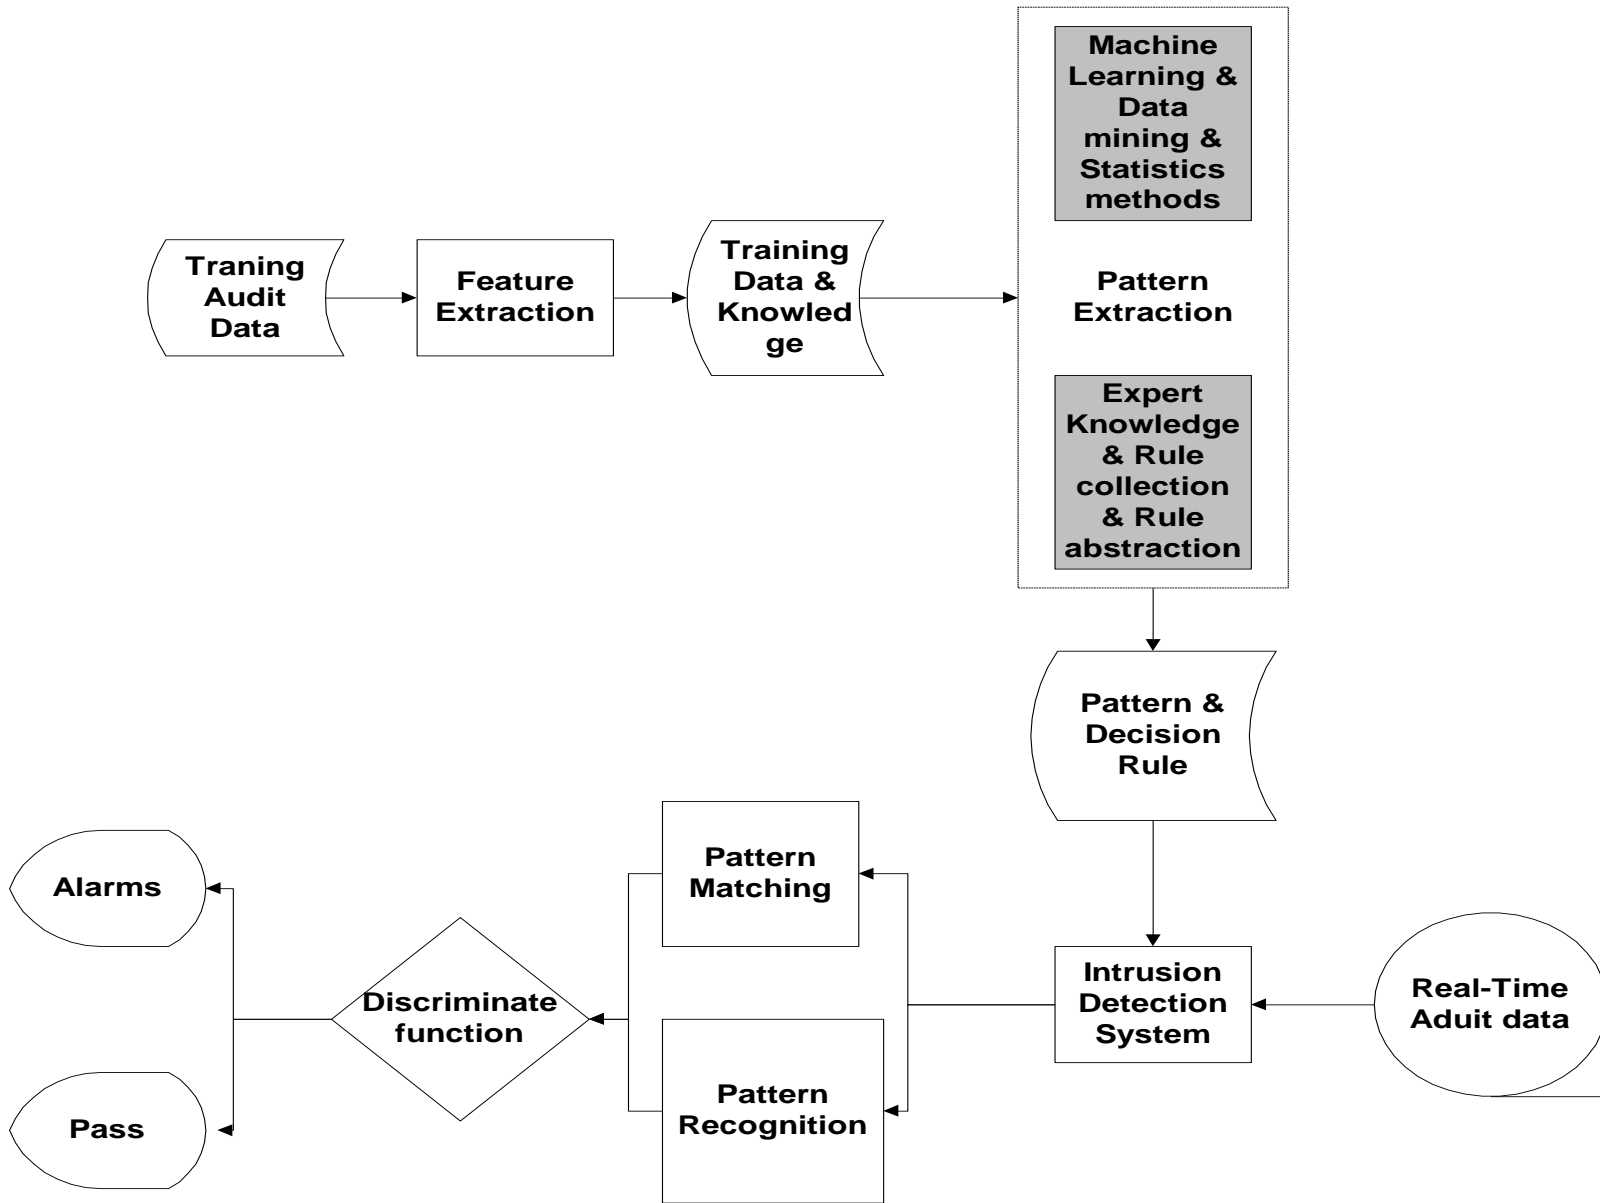 Machine
Learning &
Data
mining &
Statistics
methods
Traning
Audit
Data
Feature
Extraction
Training
Data &
Knowled
ge
Pattern
Extraction
Expert
Knowledge
& Rule
collection
& Rule
abstraction
Pattern &
Decision
Rule
Pattern
Matching
Alarms
Discriminate
function
Intrusion
Detection
System
Real-Time
Aduit data
Pass
Pattern
Recognition